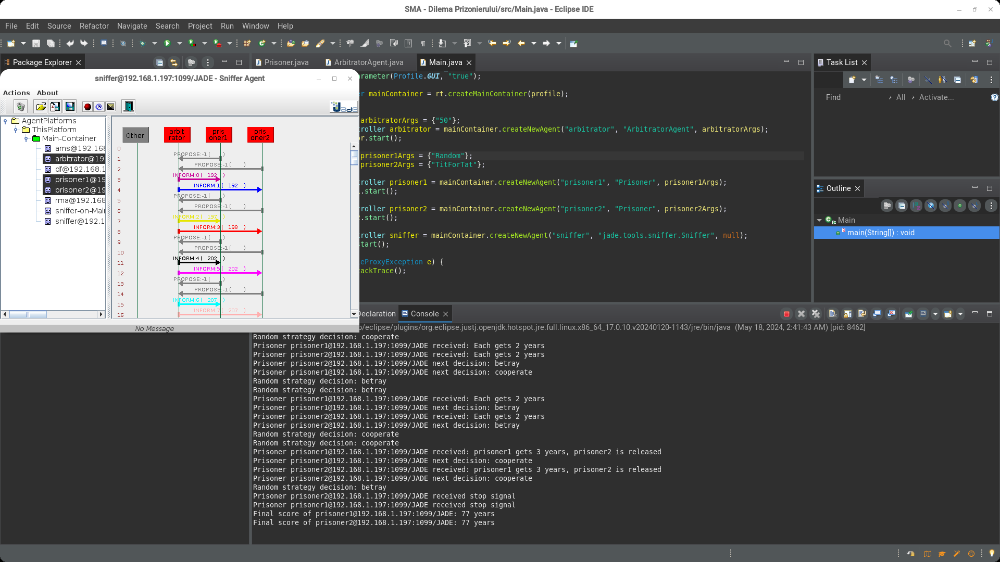 SMA - Dilema Prizonierului/src/Main.java - Eclipse IDE
File Edit Source Refactor Navigate Search Project Run Window Help
Package Explorer
Prisoner.java ArbitratorAgent.java Main.java
Task List
Find All Activate...
Outline
Main
main(String[]) : void
sniffer@192.168.1.197:1099/JADE - Sniffer Agent
Actions About
Jade
AgentPlatforms
ThisPlatform
Main-Container
ams@192.168
arbitrator@19
df@192.168.1
prisoner1@19
prisoner2@19
rma@192.168
sniffer-on-Mai
sniffer@192.1
Other arbit rator pris oner1 pris oner2
0
PROPOSE:-1 ( )
1
PROPOSE:-1 ( )
2
INFORM:0 ( 192 )
3
INFORM:1 ( 192 )
4
PROPOSE:-1 ( )
5
PROPOSE:-1 ( )
6
INFORM:2 ( 197 )
7
INFORM:3 ( 198 )
8
PROPOSE:-1 ( )
9
PROPOSE:-1 ( )
10
INFORM:4 ( 202 )
11
INFORM:5 ( 202 )
12
PROPOSE:-1 ( )
13
PROPOSE:-1 ( )
14
INFORM:6 ( 207 )
15
INFORM:7 ( 207 )
16
No Message
rameter(Profile.GUI, "true");
r mainContainer = rt.createMainContainer(profile);
arbitratorArgs = {"50"};
roller arbitrator = mainContainer.createNewAgent("arbitrator", "ArbitratorAgent", arbitratorArgs);
r.start();
prisoner1Args = {"Random"};
prisoner2Args = {"TitForTat"};
roller prisoner1 = mainContainer.createNewAgent("prisoner1", "Prisoner", prisoner1Args);
.start();
roller prisoner2 = mainContainer.createNewAgent("prisoner2", "Prisoner", prisoner2Args);
.start();
roller sniffer = mainContainer.createNewAgent("sniffer", "jade.tools.sniffer.Sniffer", null);
tart();
eProxyException e) {
ackTrace();
Declaration Console
p/eclipse/plugins/org.eclipse.justj.openjdk.hotspot.jre.full.linux.x86_64_17.0.10.v20240120-1143/jre/bin/java (May 18, 2024, 2:41:43 AM) [pid: 8462]
Random strategy decision: cooperate
Prisoner prisoner1@192.168.1.197:1099/JADE received: Each gets 2 years
Prisoner prisoner2@192.168.1.197:1099/JADE received: Each gets 2 years
Prisoner prisoner2@192.168.1.197:1099/JADE next decision: betray
Prisoner prisoner1@192.168.1.197:1099/JADE next decision: cooperate
Random strategy decision: betray
Random strategy decision: betray
Prisoner prisoner1@192.168.1.197:1099/JADE received: Each gets 2 years
Prisoner prisoner1@192.168.1.197:1099/JADE next decision: betray
Prisoner prisoner2@192.168.1.197:1099/JADE received: Each gets 2 years
Prisoner prisoner2@192.168.1.197:1099/JADE next decision: betray
Random strategy decision: cooperate
Random strategy decision: cooperate
Prisoner prisoner1@192.168.1.197:1099/JADE received: prisoner1 gets 3 years, prisoner2 is released
Prisoner prisoner1@192.168.1.197:1099/JADE next decision: cooperate
Prisoner prisoner2@192.168.1.197:1099/JADE received: prisoner1 gets 3 years, prisoner2 is released
Prisoner prisoner2@192.168.1.197:1099/JADE next decision: cooperate
Random strategy decision: betray
Prisoner prisoner2@192.168.1.197:1099/JADE received stop signal
Prisoner prisoner1@192.168.1.197:1099/JADE received stop signal
Final score of prisoner1@192.168.1.197:1099/JADE: 77 years
Final score of prisoner2@192.168.1.197:1099/JADE: 77 years